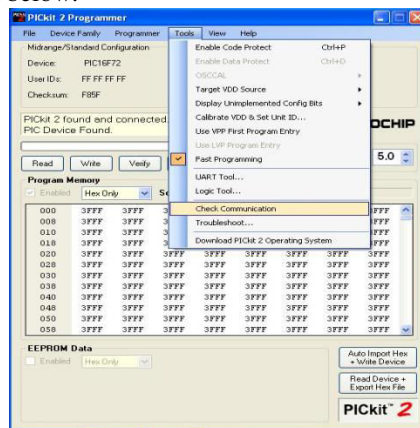 PICkit 2 Programmer
File Device Family Programmer Tools View Help
Midrange/Standard Configuration
Device: PIC16F72
User IDs: FF FF FF FF
Checksum: F85F
PICkit 2 found and connected.
PIC Device Found.
OCHIP
5.0
Read Write Verify
Enable Code Protect Ctrl+P
Enable Data Protect Ctrl+D
OSCCAL
Target VDD Source
Display Unimplemented Config Bits
Calibrate VDD & Set Unit ID...
Use VPP First Program Entry
Use LVP Program Entry
Fast Programming
UART Tool...
Logic Tool...
Check Communication
Troubleshoot...
Download PICkit 2 Operating System
Program Memory
Enabled Hex Only
000 3FFF 3FFF
008 3FFF 3FFF
010 3FFF 3FFF
018 3FFF 3FFF
020 3FFF 3FFF 3FFF 3FFF 3FFF 3FFF 3FFF 3FFF
028 3FFF 3FFF 3FFF 3FFF 3FFF 3FFF 3FFF 3FFF
030 3FFF 3FFF 3FFF 3FFF 3FFF 3FFF 3FFF 3FFF
038 3FFF 3FFF 3FFF 3FFF 3FFF 3FFF 3FFF 3FFF
040 3FFF 3FFF 3FFF 3FFF 3FFF 3FFF 3FFF 3FFF
048 3FFF 3FFF 3FFF 3FFF 3FFF 3FFF 3FFF 3FFF
050 3FFF 3FFF 3FFF 3FFF 3FFF 3FFF 3FFF 3FFF
058 3FFF 3FFF 3FFF 3FFF 3FFF 3FFF 3FFF 3FFF
EEPROM Data
Enabled Hex Only
Auto Import Hex
+ Write Device
Read Device +
Export Hex File
PICkit™ 2